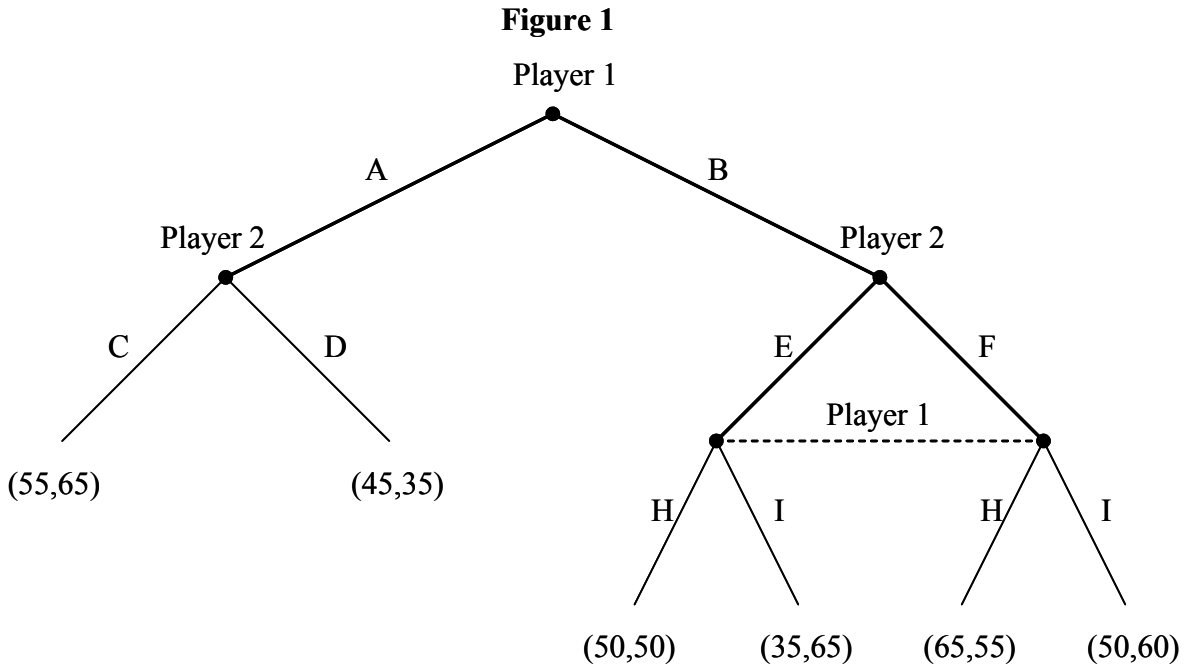 Figure 1
Player 1
A
B
Player 2
Player 2
C
D
E
F
Player 1
(55,65)
(45,35)
H
I
H
I
(50,50)
(35,65)
(65,55)
(50,60)